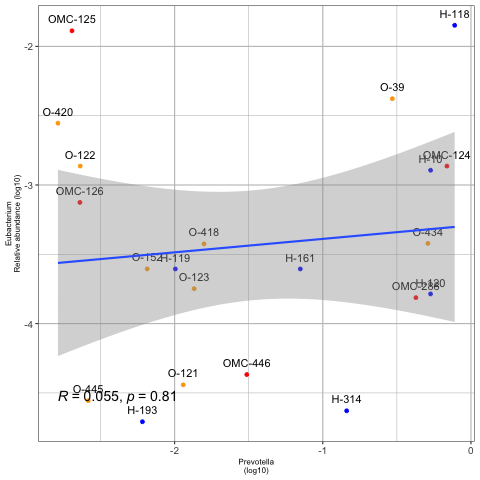 H-118
OMC-125
-2
O-39
O-420
O-122
OMC-124
H-10
-3
OMC-126
O-418
O-434
O-152
H-119
H-161
O-123
H-120
OMC-286
-4
OMC-446
O-121
O-445
R = 0.055, p = 0.81
H-193
H-314
Eubacterium
Relative abundance (log10)
-2
-1
0
Prevotella
(log10)